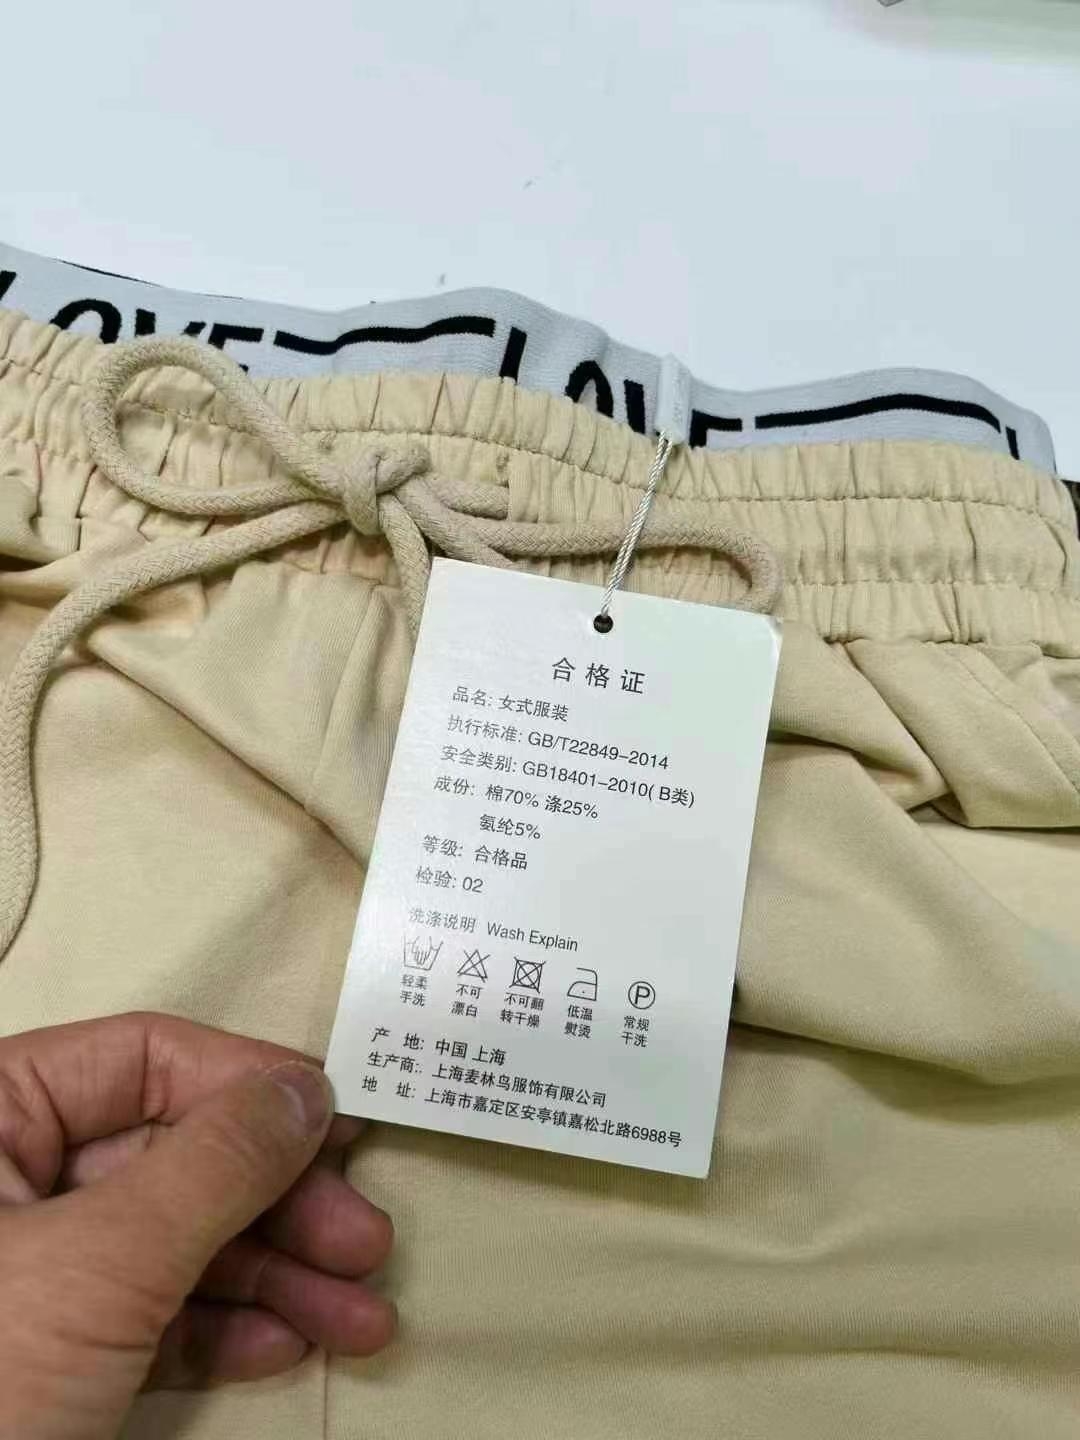 LOVE
LOVE
合格证
品名: 女式服装
执行标准: GB/T22849-2014
安全类别: GB18401-2010( B类)
成份: 棉70% 涤25%
氨纶5%
等级: 合格品
检验: 02
洗涤说明 Wash Explain
轻柔 不可 不可翻 低温 常规
手洗 漂白 转干燥 熨烫 干洗
产 地: 中国 上海
生产商:. 上海麦林鸟服饰有限公司
地 址: 上海市嘉定区安亭镇嘉松北路6988号